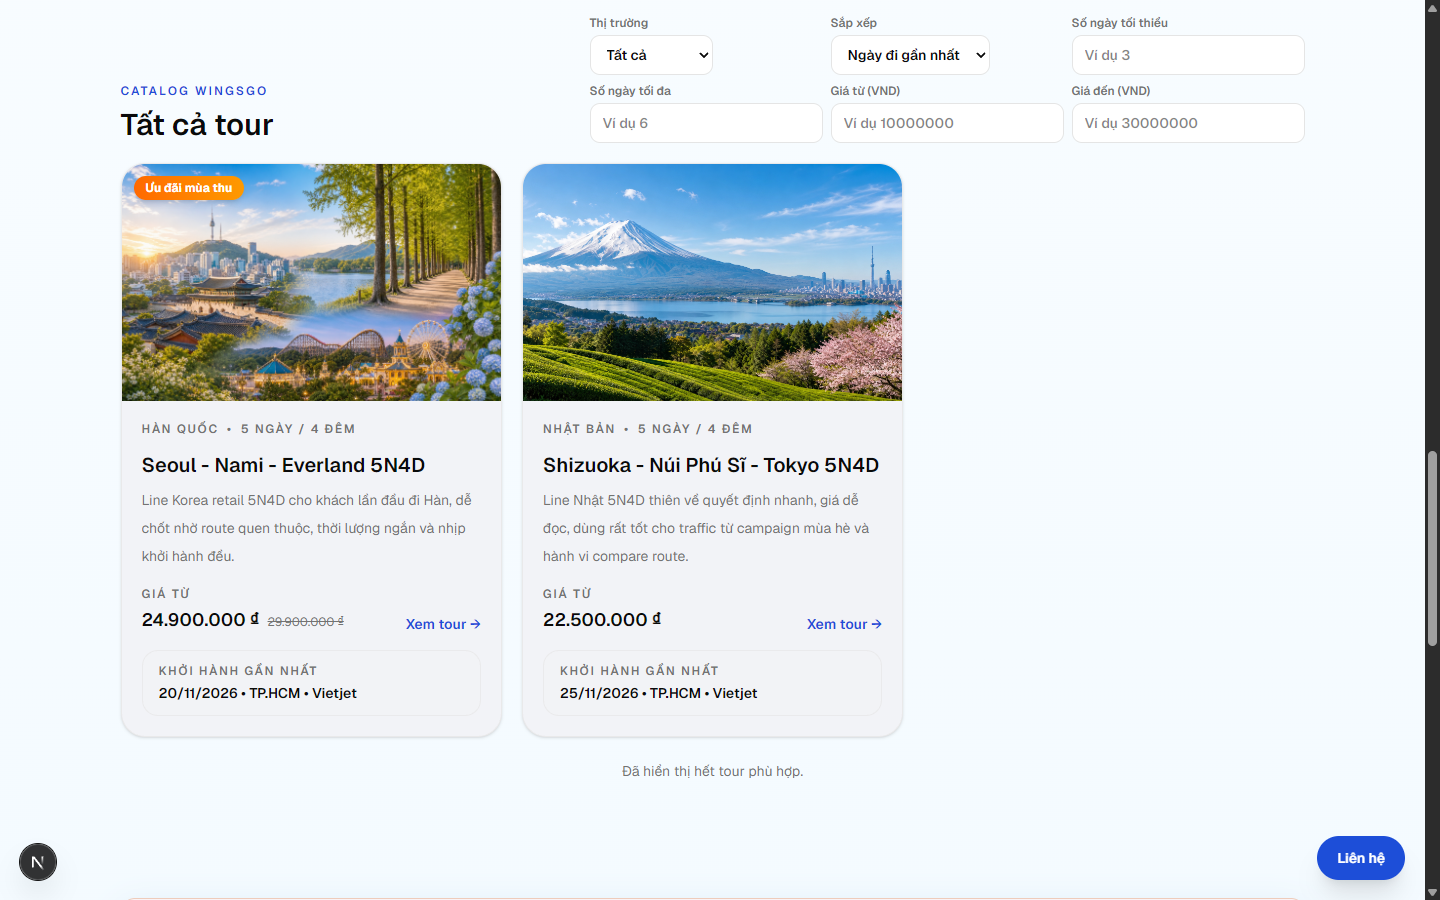 Thị trường
Sắp xếp
Số ngày tối thiểu
Tất cả
Ngày đi gần nhất
Ví dụ 3
CATALOG WINGSGO
Tất cả tour
Số ngày tối đa
Giá từ (VND)
Giá đến (VND)
Ví dụ 6
Ví dụ 10000000
Ví dụ 30000000
Ưu đãi mùa thu
HÀN QUỐC • 5 NGÀY / 4 ĐÊM
Seoul - Nami - Everland 5N4D
Line Korea retail 5N4D cho khách lần đầu đi Hàn, dễ
chốt nhờ route quen thuộc, thời lượng ngắn và nhịp
khởi hành đều.
GIÁ TỪ
24.900.000 ₫ 29.900.000 ₫
Xem tour →
KHỞI HÀNH GẦN NHẤT
20/11/2026 • TP.HCM • Vietjet
NHẬT BẢN • 5 NGÀY / 4 ĐÊM
Shizuoka - Núi Phú Sĩ - Tokyo 5N4D
Line Nhật 5N4D thiên về quyết định nhanh, giá dễ
đọc, dùng rất tốt cho traffic từ campaign mùa hè và
hành vi compare route.
GIÁ TỪ
22.500.000 ₫
Xem tour →
KHỞI HÀNH GẦN NHẤT
25/11/2026 • TP.HCM • Vietjet
Đã hiển thị hết tour phù hợp.
N
Liên hệ